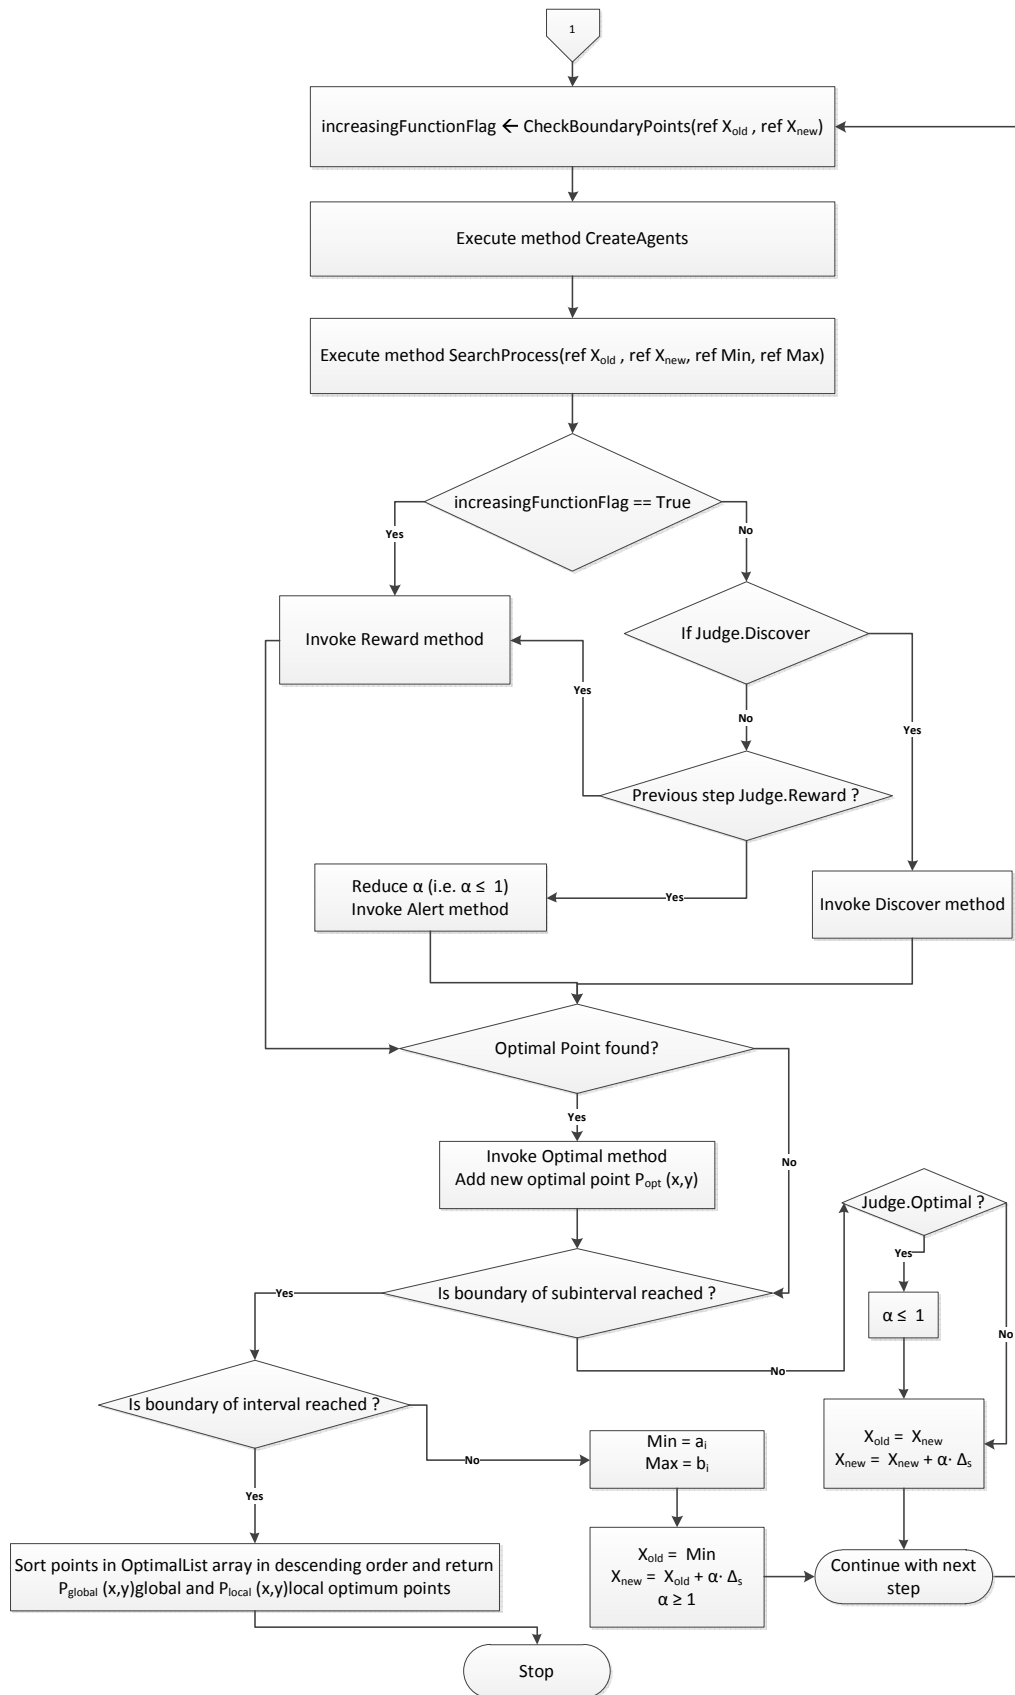 1
increasingFunctionFlag ← CheckBoundaryPoints(ref Xold , ref Xnew)
Execute method CreateAgents
Execute method SearchProcess(ref Xold , ref Xnew, ref Min, ref Max)
increasingFunctionFlag == True
Yes
No
Invoke Reward method
If Judge.Discover
Yes
No
Yes
Previous step Judge.Reward ?
Reduce α (i.e. α ≤ 1)
Invoke Alert method
Yes
Invoke Discover method
Optimal Point found?
Yes
No
Invoke Optimal method
Add new optimal point Popt (x,y)
Judge.Optimal ?
Yes
No
Is boundary of subinterval reached ?
Yes
No
α ≤ 1
Is boundary of interval reached ?
No
Yes
Min = ai
Max = bi
Xold = Xnew
Xnew = Xnew + α· Δs
Sort points in OptimalList array in descending order and return
Pglobal (x,y)global and Plocal (x,y)local optimum points
Xold = Min
Xnew = Xold + α· Δs
α ≥ 1
Continue with next
step
Stop